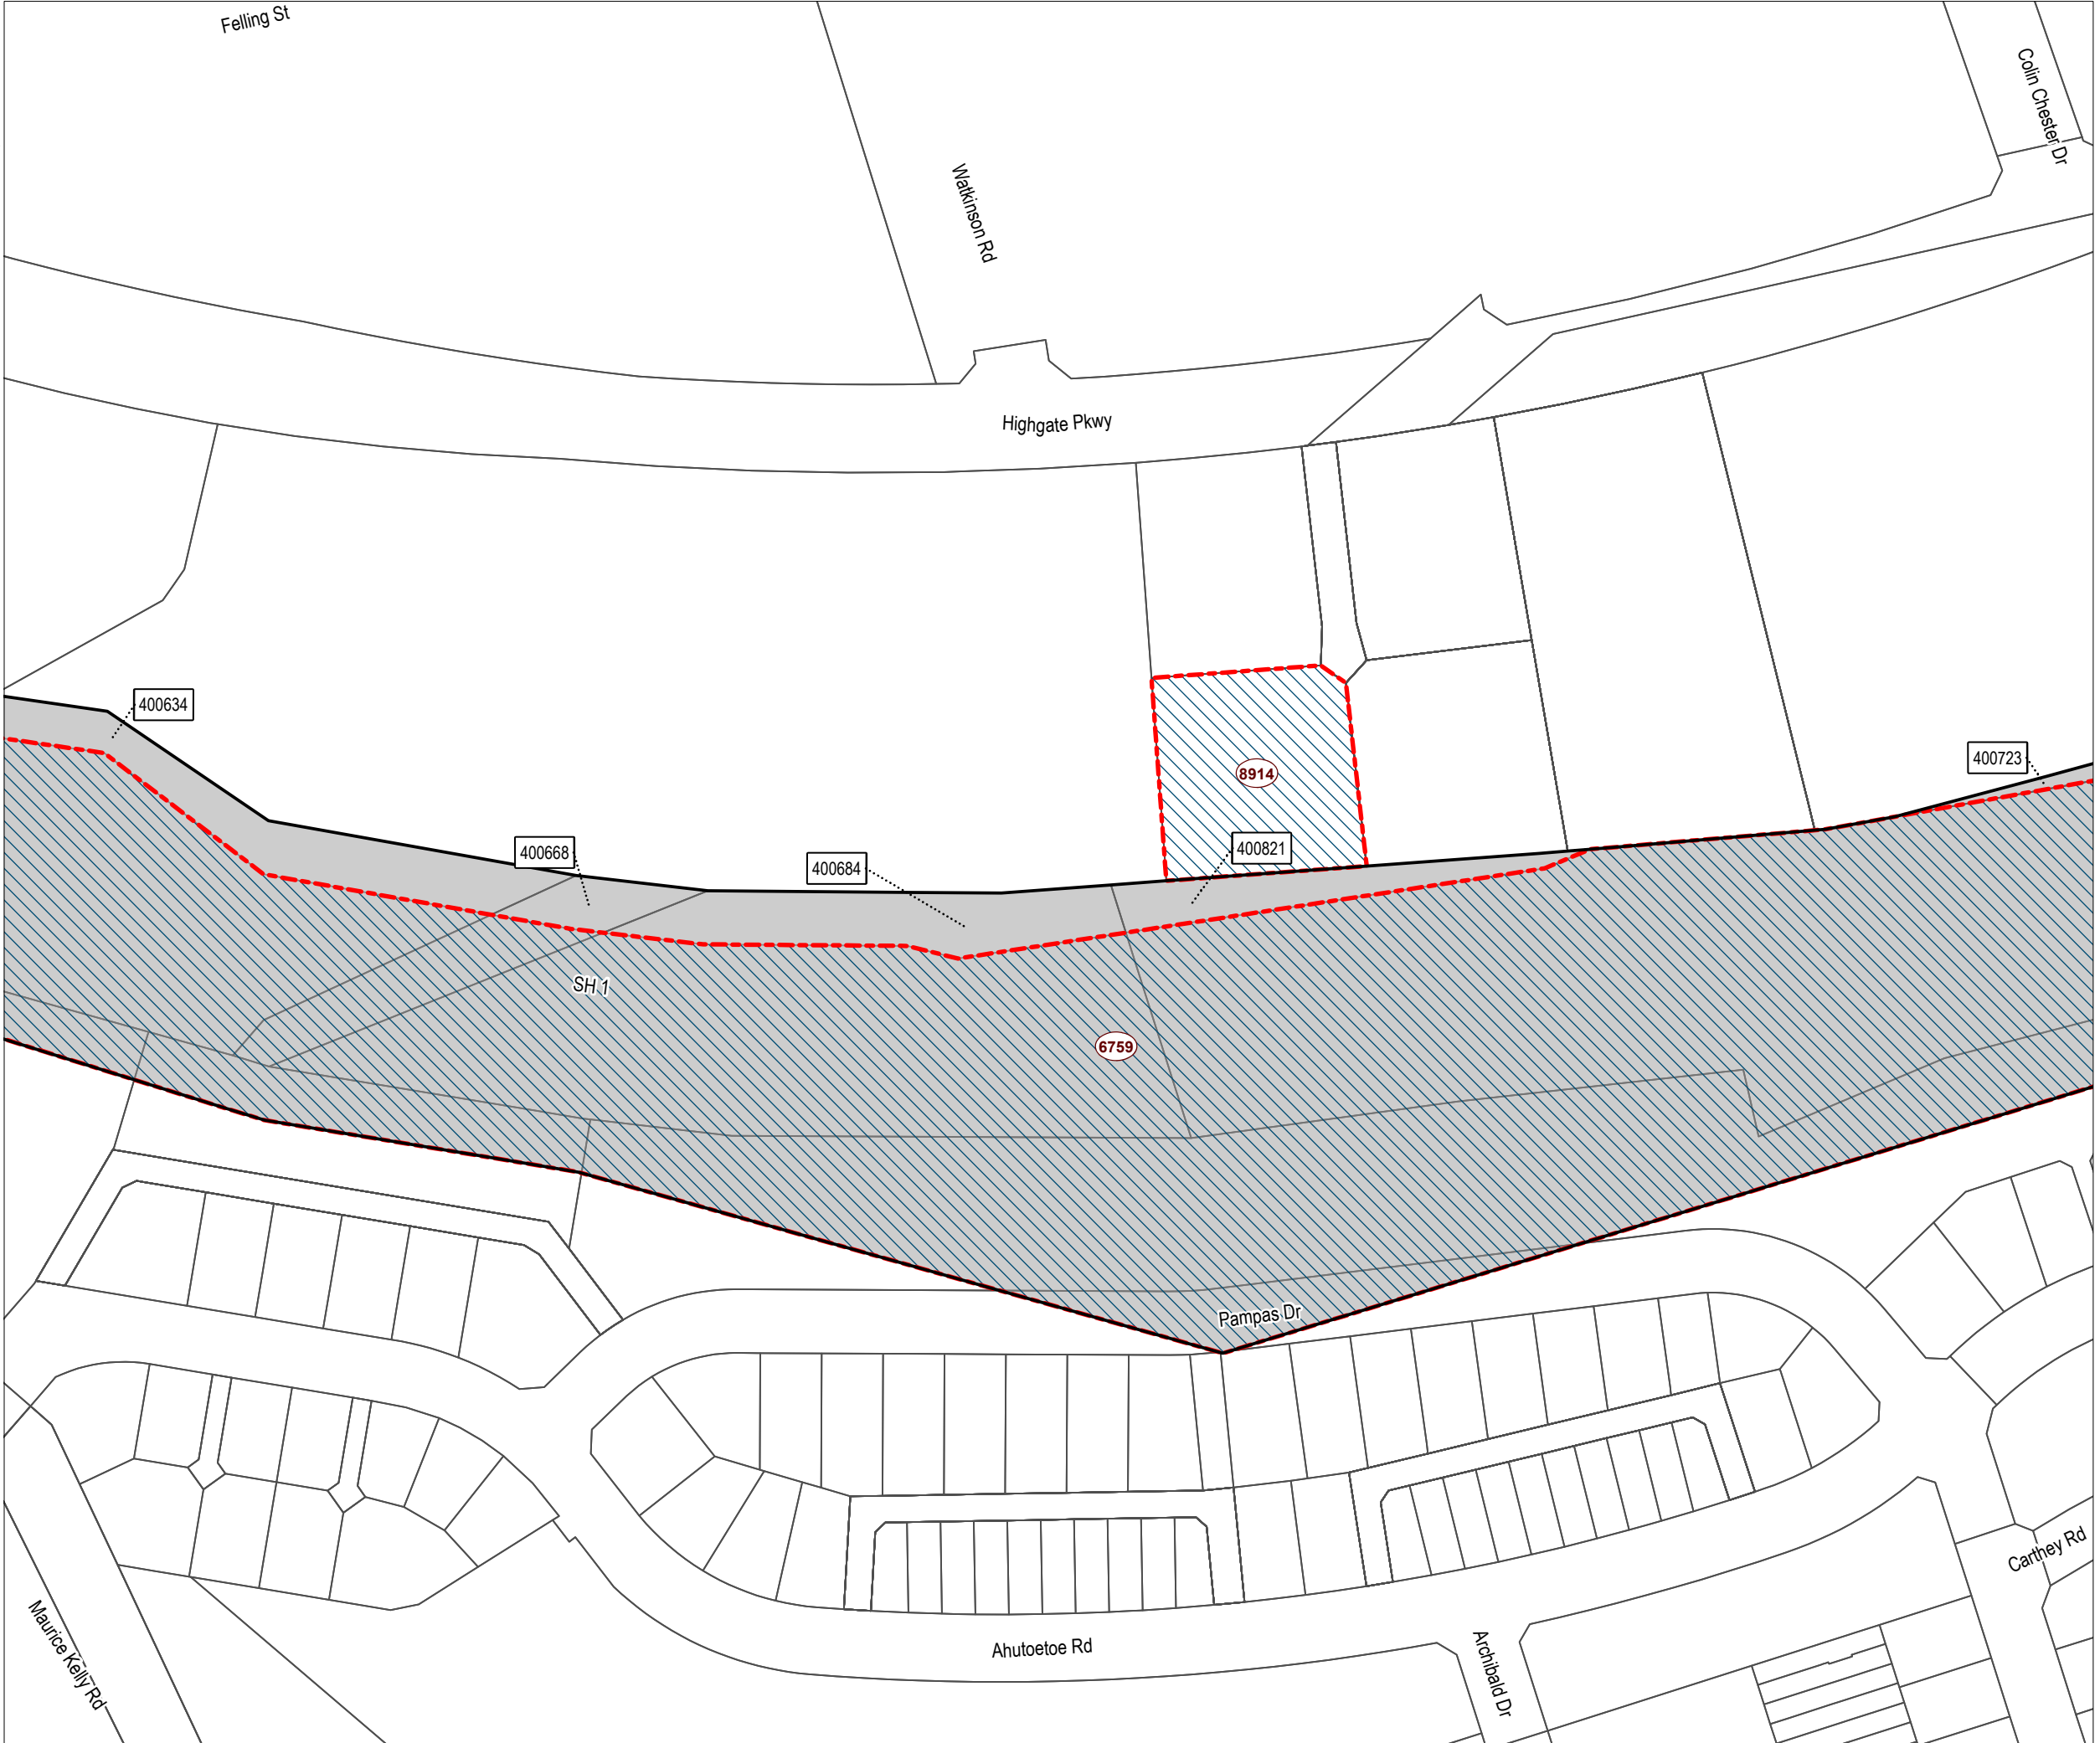 Felling St
Colin Chester Dr
Watkinson Rd
Highgate Pkwy
400634
400723
8914
400668
400821
400684
SH 1
6759
Pampas Dr
Carthey Rd
Maurice Kelly Rd
Ahutoetoe Rd
Archibald Dr